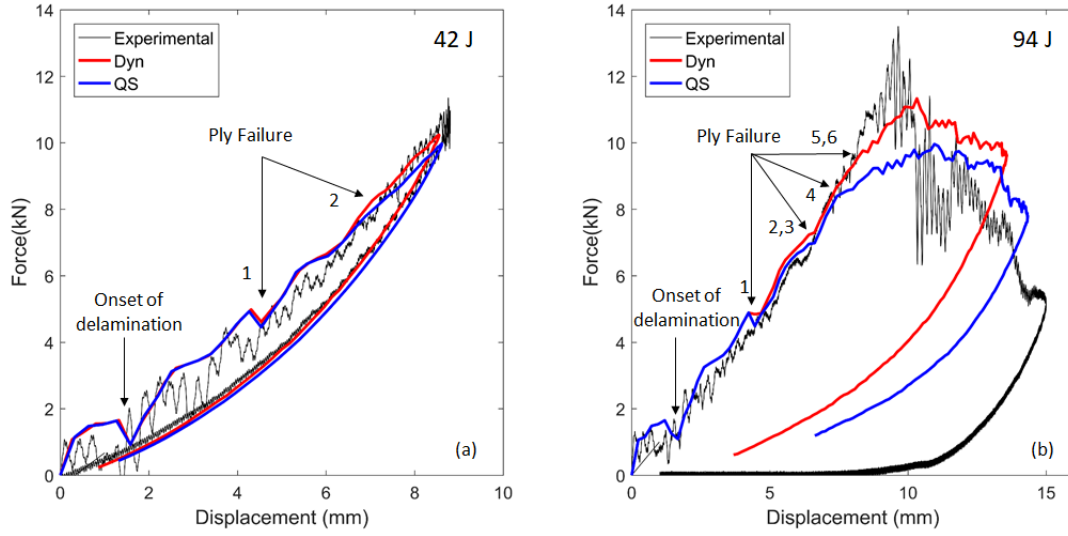 42 J
Experimental
Dyn
QS
Ply Failure
2
1
Onset of
delamination
(a)
Force(kN)
14
12
10
8
6
4
2
0
0 2 4 6 8 10
Displacement (mm)
94 J
Experimental
Dyn
QS
Ply Failure
5,6
4
2,3
1
Onset of
delamination
(b)
Force(kN)
14
12
10
8
6
4
2
0
0 5 10 15
Displacement (mm)